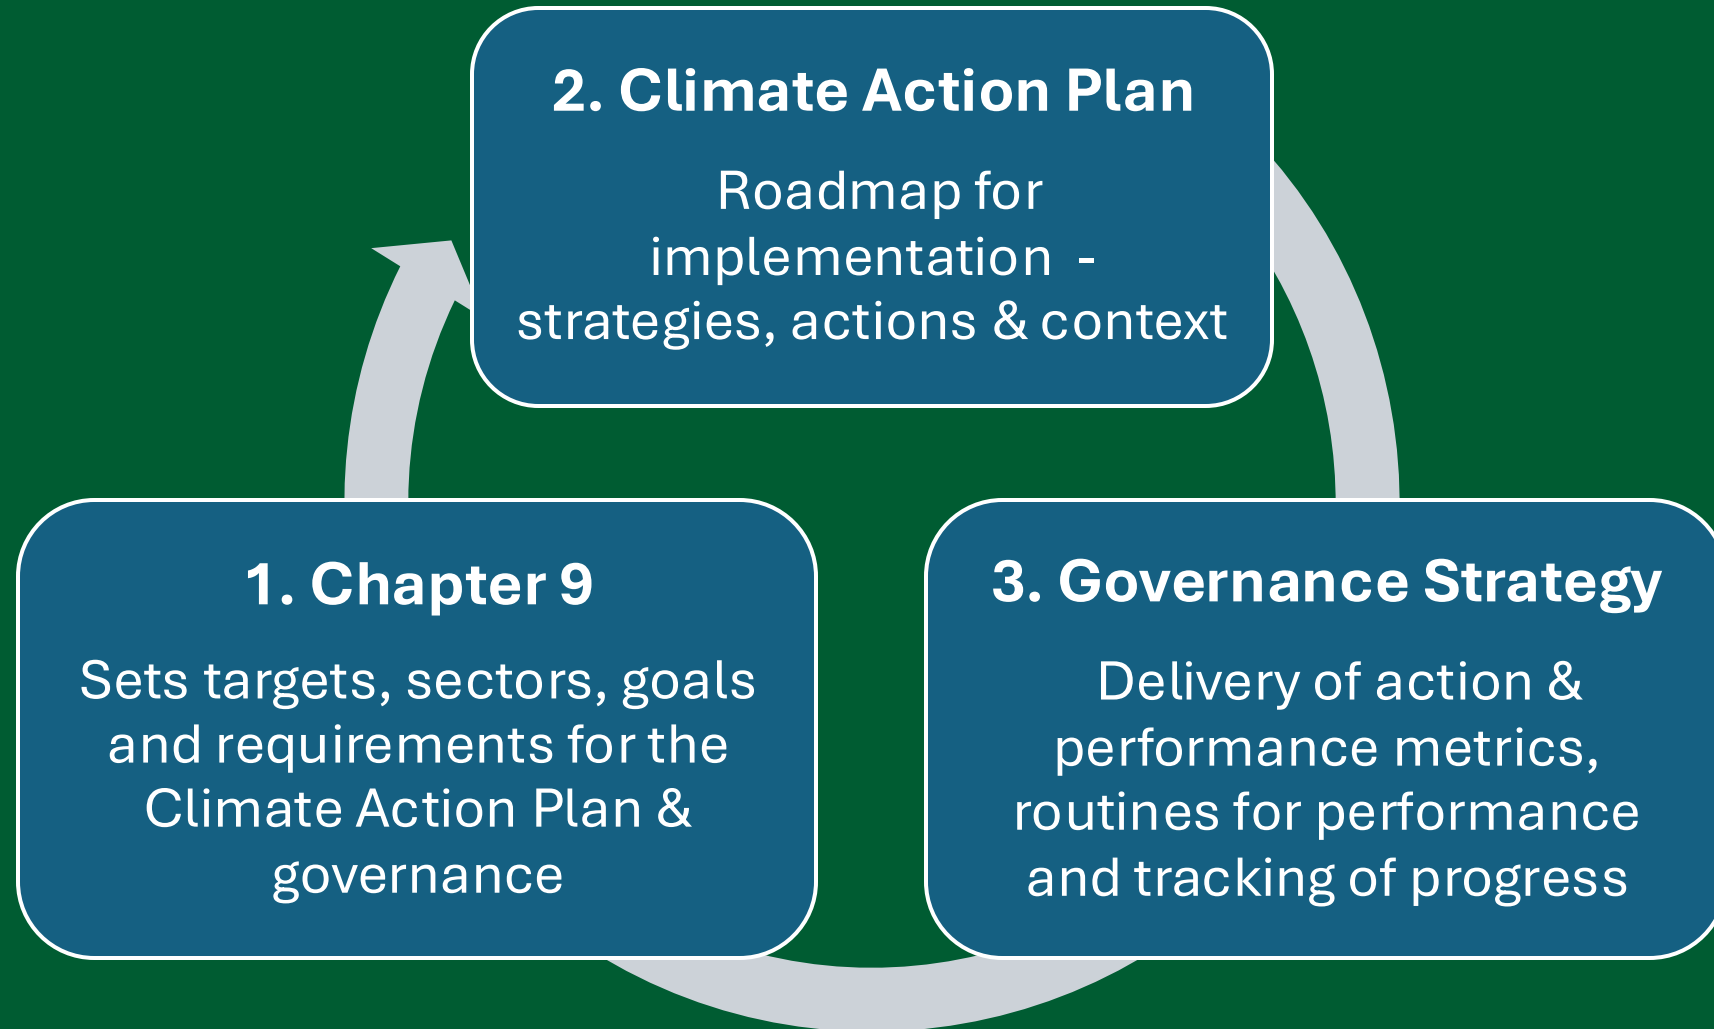 2. Climate Action Plan
Roadmap for
implementation -
strategies, actions & context
1. Chapter 9
Sets targets, sectors, goals
and requirements for the
Climate Action Plan &
governance
3. Governance Strategy
Delivery of action &
performance metrics,
routines for performance
and tracking of progress